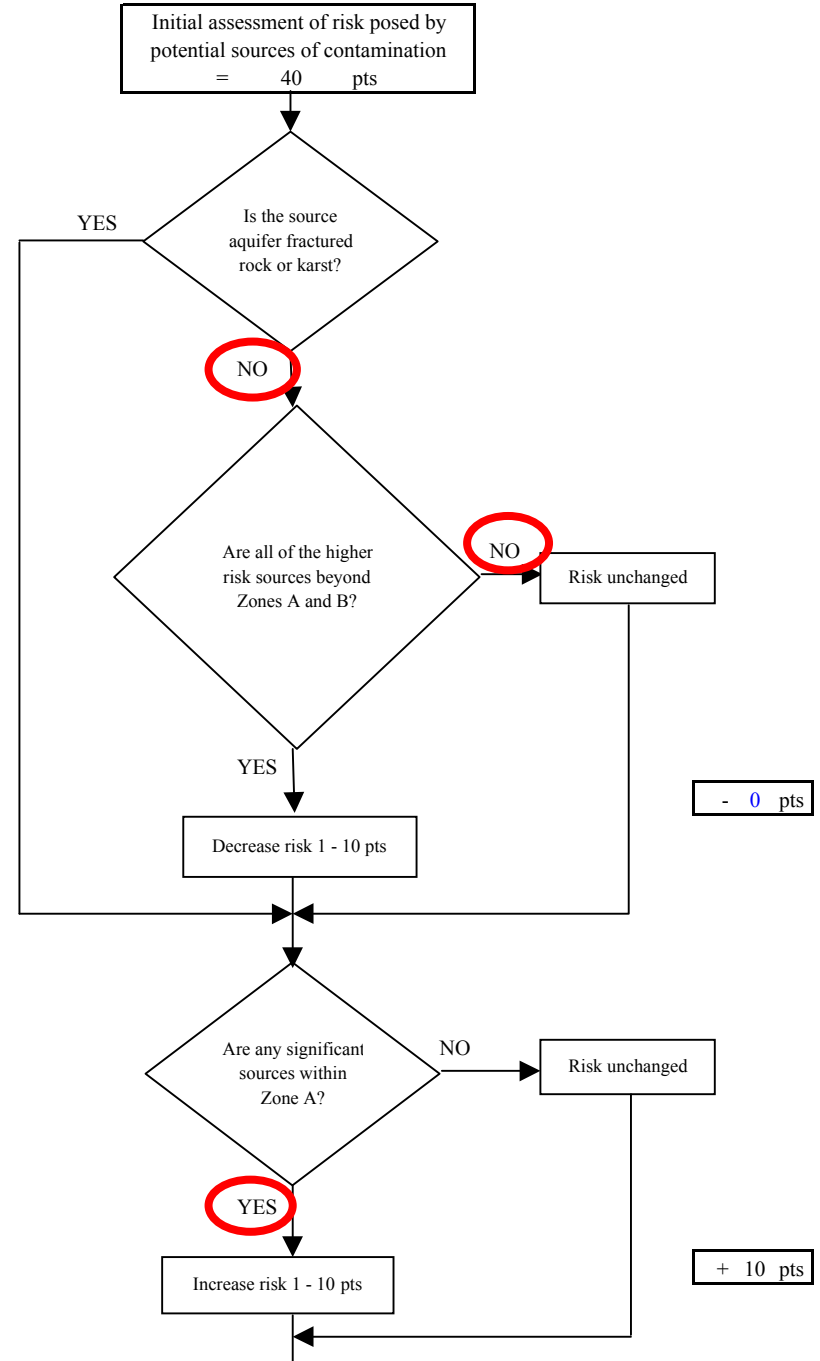 Initial assessment of risk posed by
potential sources of contamination
= 40 pts
Is the source
aquifer fractured
rock or karst?
YES
NO
Are all of the higher
risk sources beyond
Zones A and B?
NO
Risk unchanged
YES
- 0 pts
Decrease risk 1 - 10 pts
Are any significant
sources within
Zone A?
NO
Risk unchanged
YES
+ 10 pts
Increase risk 1 - 10 pts